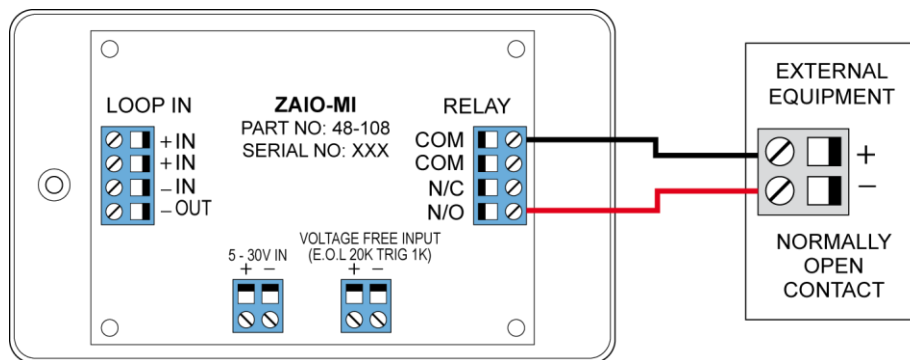 LOOP IN
+ IN
+ IN
– IN
– OUT
ZAIO-MI
PART NO: 48-108
SERIAL NO: XXX
RELAY
COM
COM
N/C
N/O
5 - 30V IN
+ –
VOLTAGE FREE INPUT
(E.O.L 20K TRIG 1K)
+ –
EXTERNAL
EQUIPMENT
+
–
NORMALLY
OPEN
CONTACT